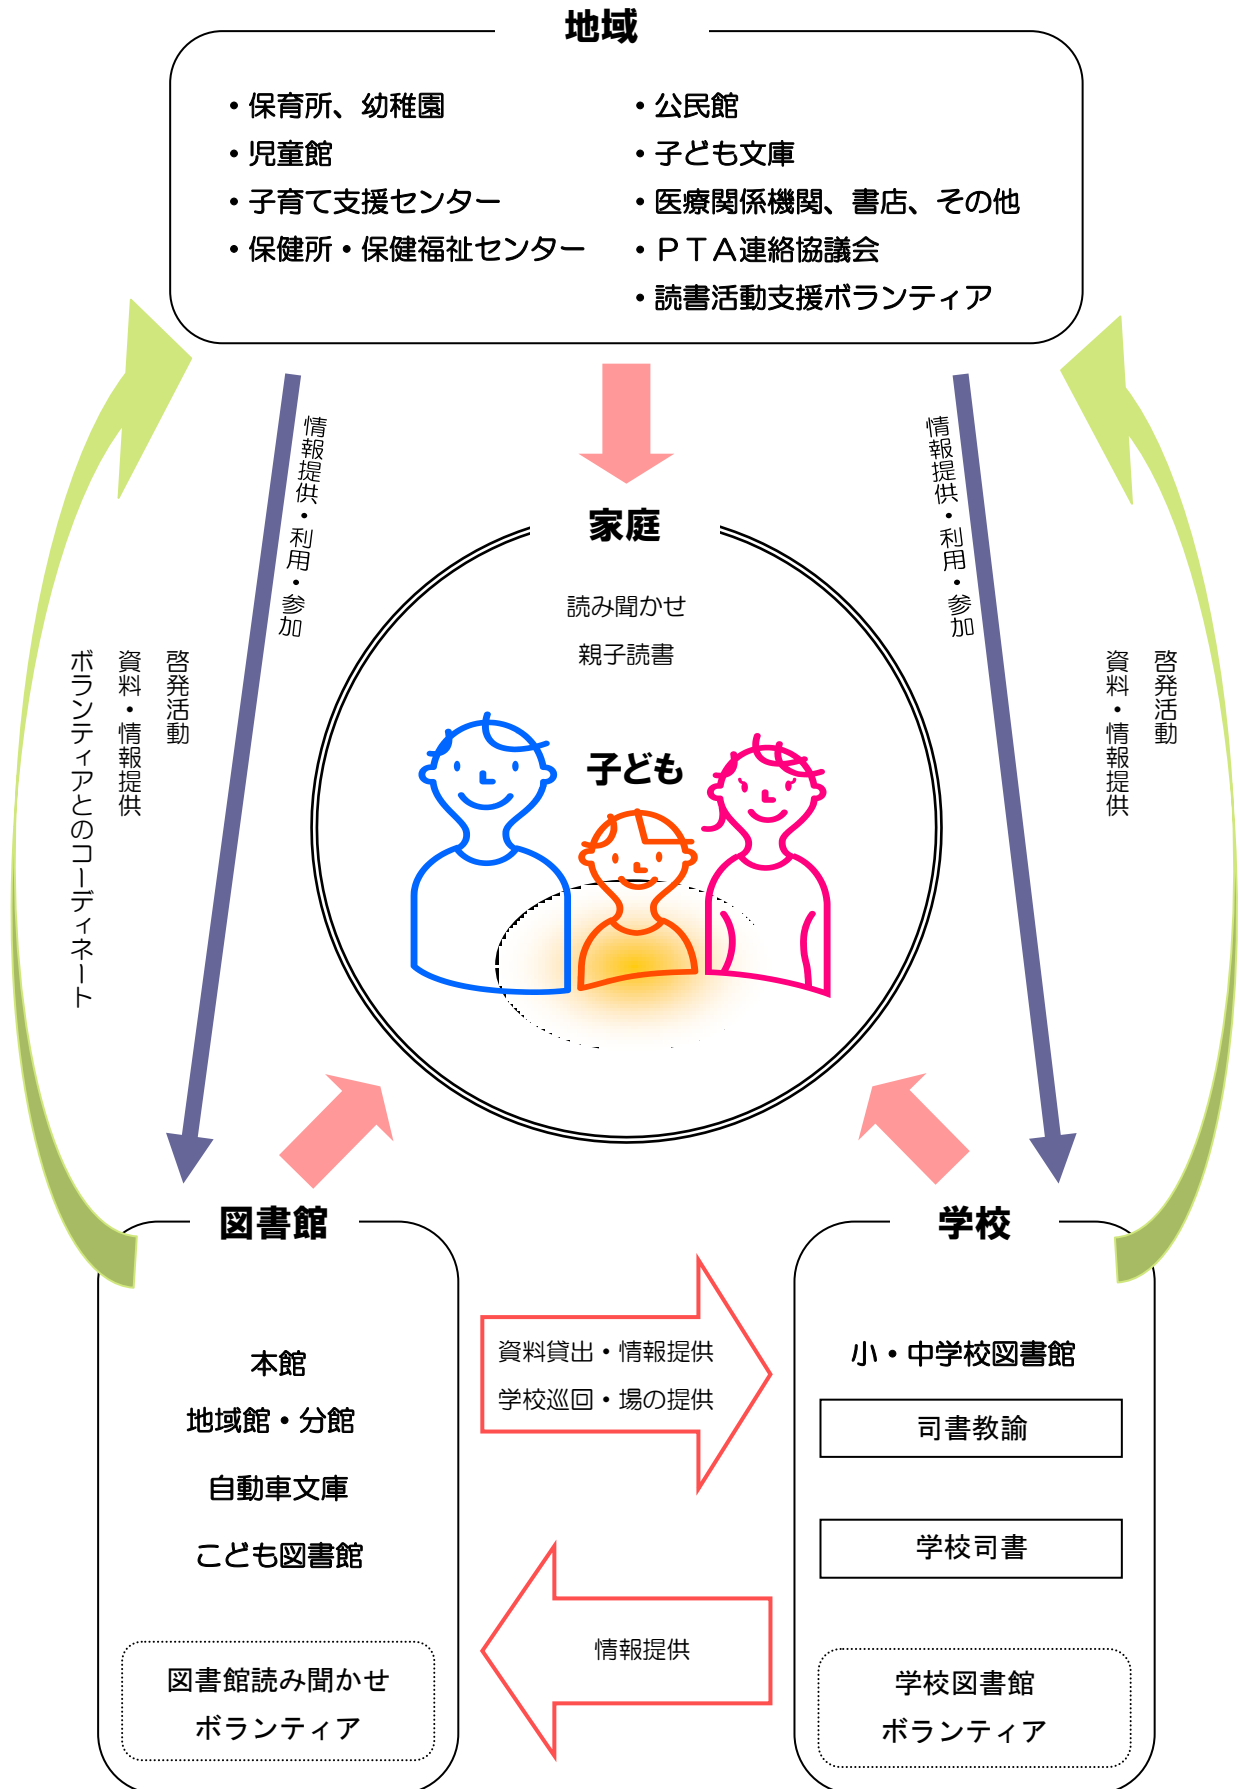 地域
・保育所、幼稚園
・児童館
・子育て支援センター
・保健所・保健福祉センター
・公民館
・子ども文庫
・医療関係機関、書店、その他
・ＰＴＡ連絡協議会
・読書活動支援ボランティア
情報提供・利用・参加
情報提供・利用・参加
家庭
読み聞かせ
親子読書
子ども
啓発活動
資料・情報提供
ボランティアとのコーディネート
啓発活動
資料・情報提供
図書館
本館
地域館・分館
自動車文庫
こども図書館
図書館読み聞かせ
ボランティア
資料貸出・情報提供
学校巡回・場の提供
情報提供
学校
小・中学校図書館
司書教諭
学校司書
学校図書館
ボランティア